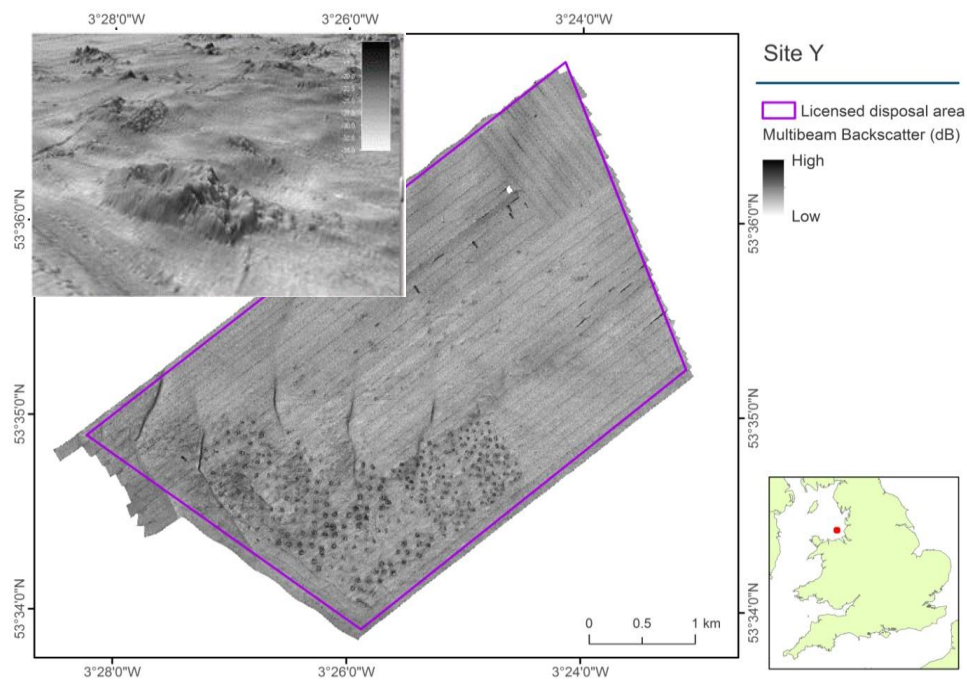 3°28'0"W
3°26'0"W
3°24'0"W
Site Y
Licensed disposal area
Multibeam Backscatter (dB)
High
Low
53°36'0"N
53°36'0"N
53°35'0"N
53°35'0"N
53°34'0"N
53°34'0"N
0
0.5
1 km
3°28'0"W
3°26'0"W
3°24'0"W